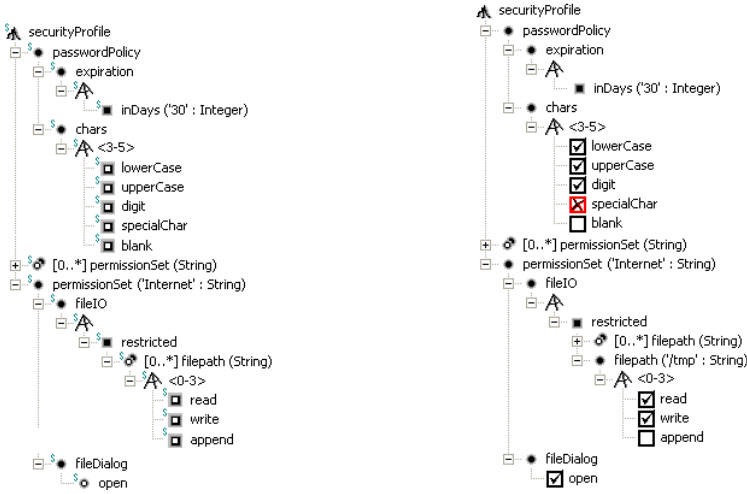 securityProfile
passwordPolicy
expiration
inDays ('30' : Integer)
chars
<3-5>
lowerCase
upperCase
digit
specialChar
blank
[0..*] permissionSet (String)
permissionSet ('Internet' : String)
fileIO
restricted
[0..*] filepath (String)
<0-3>
read
write
append
fileDialog
open
securityProfile
passwordPolicy
expiration
inDays ('30' : Integer)
chars
<3-5>
lowerCase
upperCase
digit
specialChar
blank
[0..*] permissionSet (String)
permissionSet ('Internet' : String)
fileIO
restricted
[0..*] filepath (String)
filepath ('/tmp' : String)
<0-3>
read
write
append
fileDialog
open